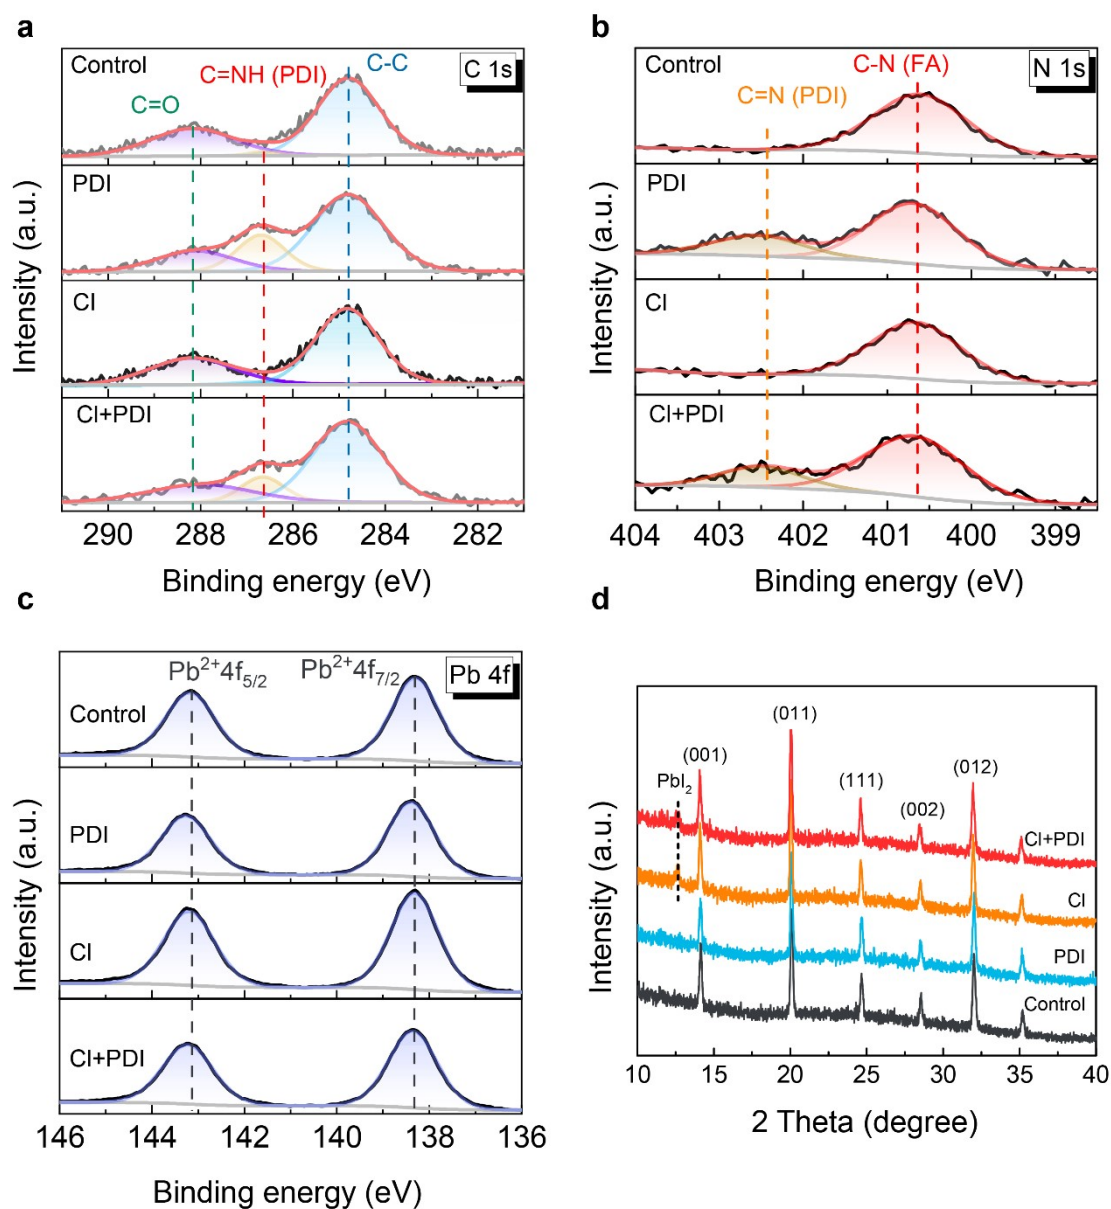 a
Control
C=NH (PDI)
C-C
C 1s
C=O
PDI
Cl
Cl+PDI
Intensity (a.u.)
290 288 286 284 282
Binding energy (eV)
b
Control
C-N (FA)
N 1s
C=N (PDI)
PDI
Cl
Cl+PDI
Intensity (a.u.)
404 403 402 401 400 399
Binding energy (eV)
c
Pb²⁺4f₅/₂ Pb²⁺4f₇/₂ Pb 4f
Control
PDI
Cl
Cl+PDI
Intensity (a.u.)
146 144 142 140 138 136
Binding energy (eV)
d
(011)
(001)
(012)
PbI₂
(111)
(002)
Cl+PDI
Cl
PDI
Control
Intensity (a.u.)
10 15 20 25 30 35 40
2 Theta (degree)